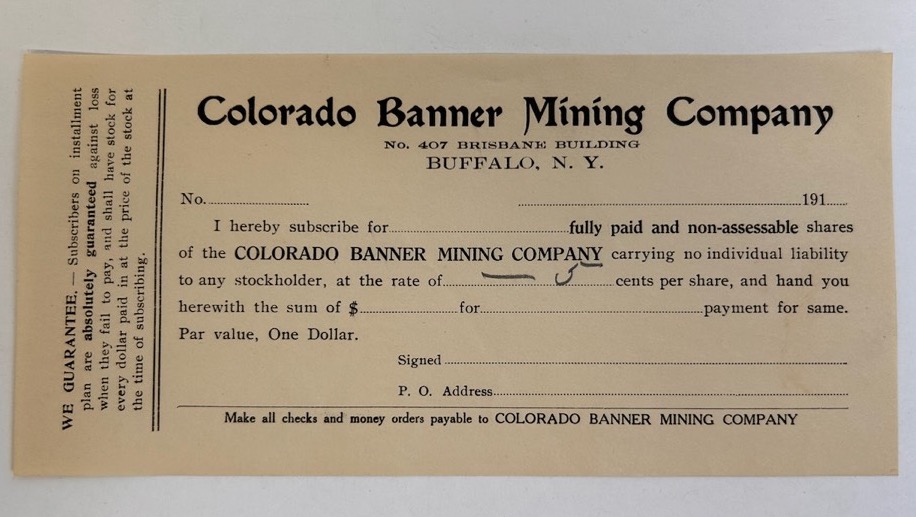 Colorado Banner Mining Company
No. 407 BRISBANE BUILDING
BUFFALO, N. Y.
No. 191
I hereby subscribe for fully paid and non-assessable shares
of the COLORADO BANNER MINING COMPANY carrying no individual liability
to any stockholder, at the rate of — 5 cents per share, and hand you
herewith the sum of $ for payment for same.
Par value, One Dollar.
Signed
P. O. Address
Make all checks and money orders payable to COLORADO BANNER MINING COMPANY
WE GUARANTEE.— Subscribers on installment
plan are absolutely guaranteed against loss
when they fail to pay, and shall have stock for
every dollar paid in at the price of the stock at
the time of subscribing.